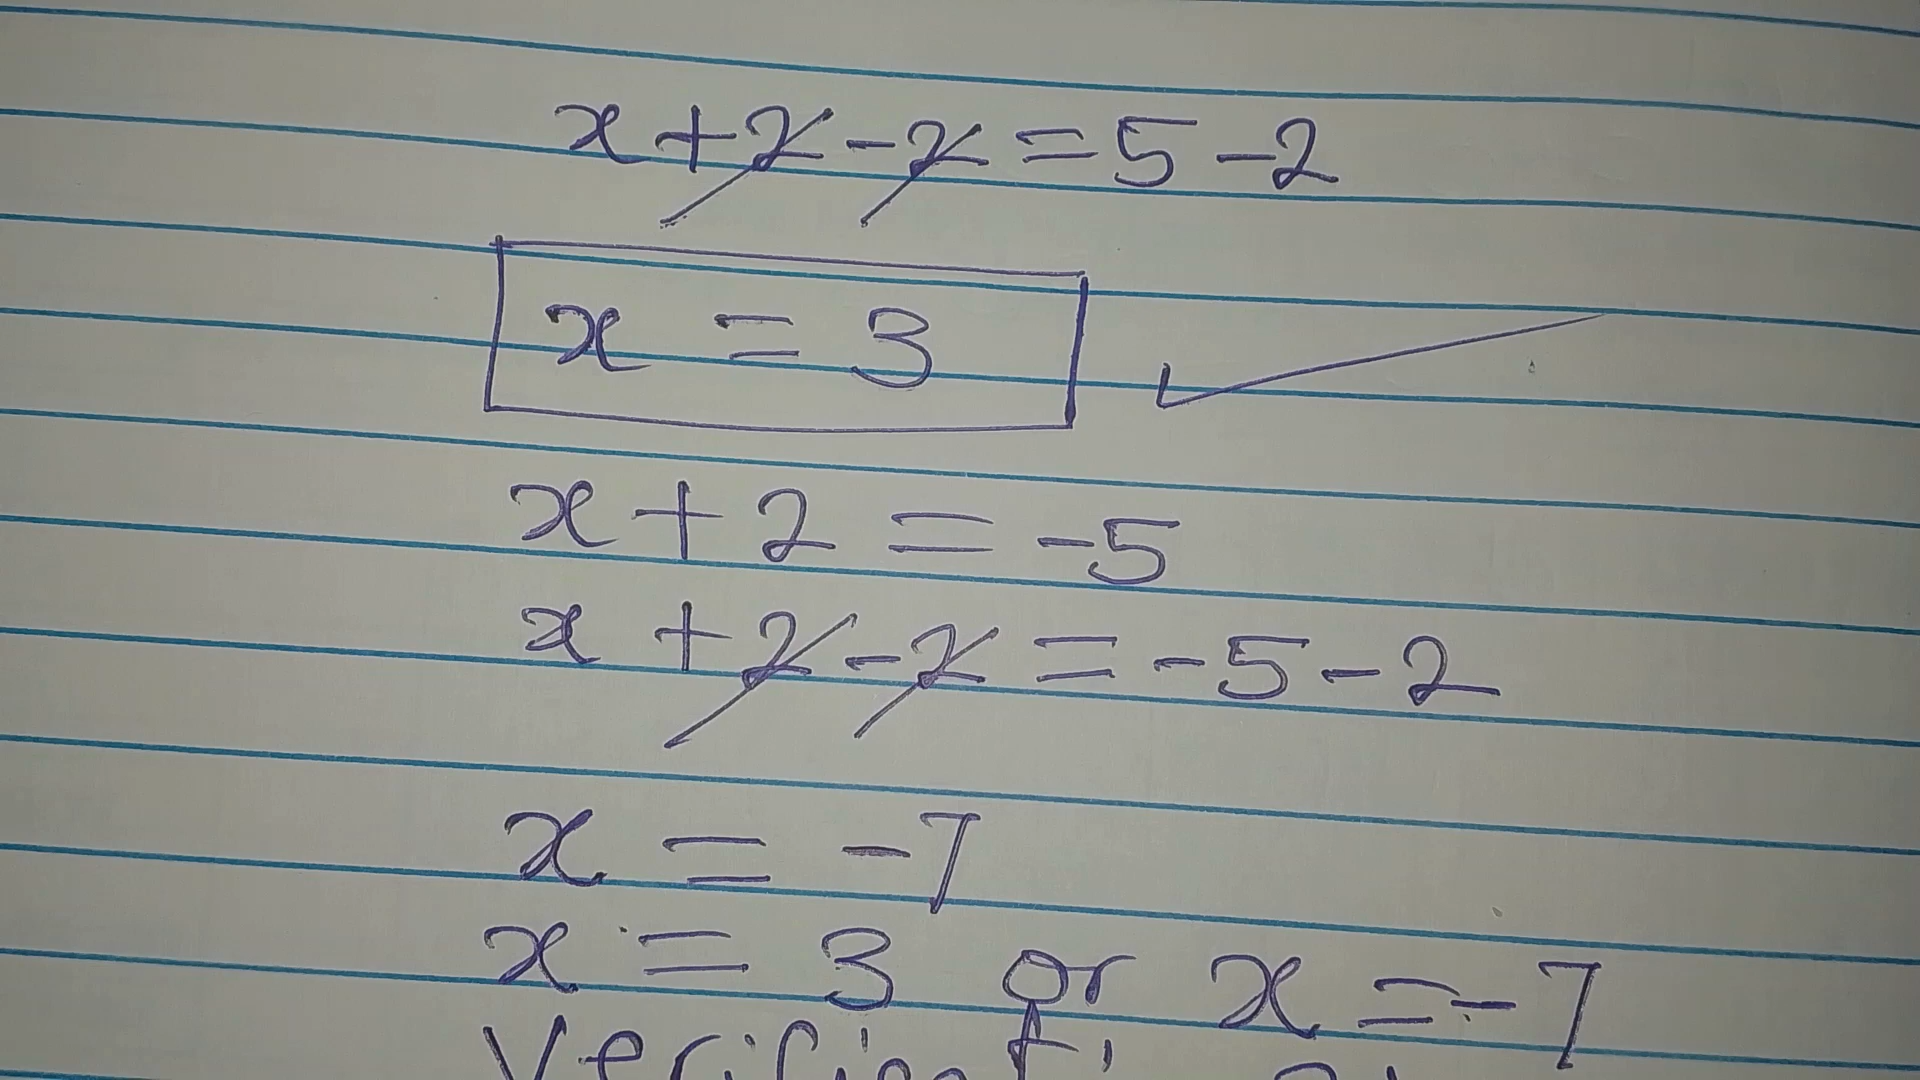 x + 2 - 2 = 5 - 2
x = 3
x + 2 = -5
x + 2 - 2 = -5 - 2
x = -7
x = 3 or x = -7